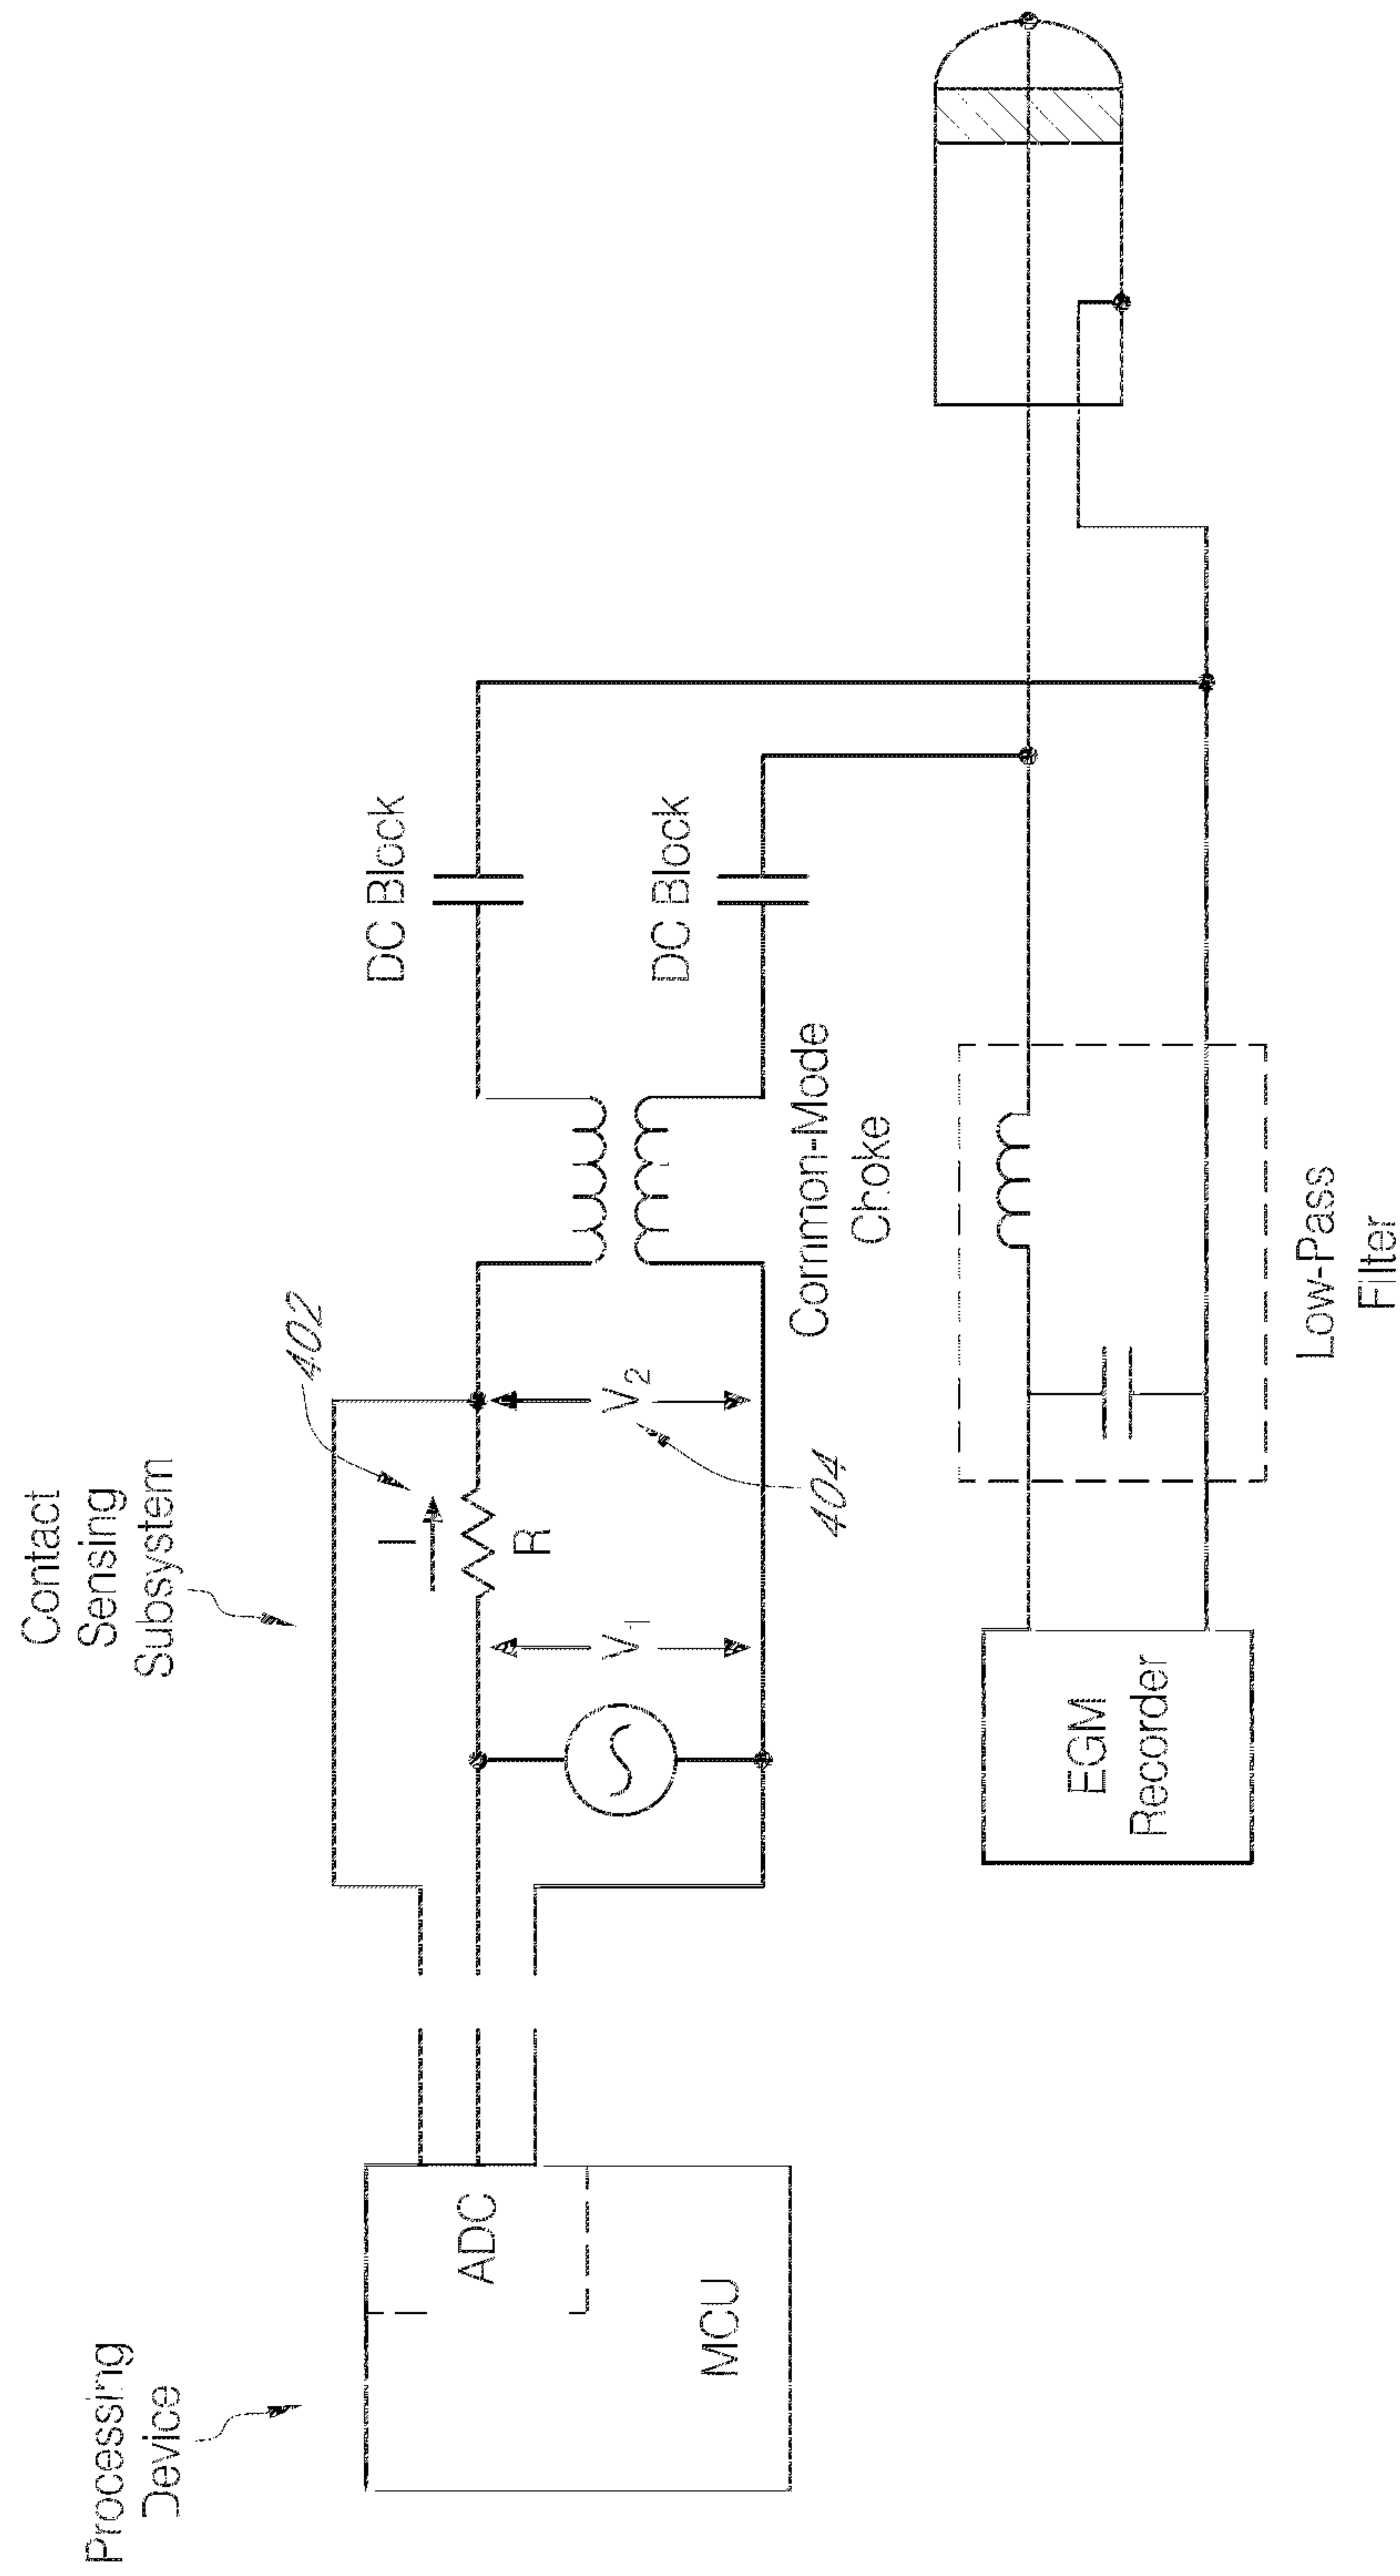 Processing
Device
ADC
MCU
Contact
Sensing
Subsystem
402
I
R
V1
V2
404
DC Block
DC Block
Common-Mode
Choke
EGM
Recorder
Low-Pass
Filter